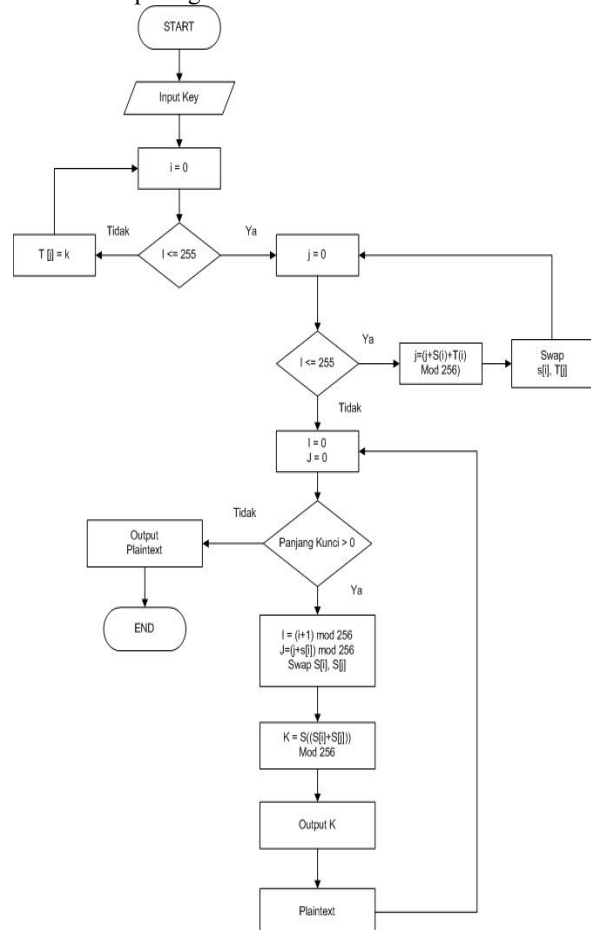 START
Input Key
i = 0
Tidak
Ya
T [j] = k
I <= 255
j = 0
Ya
I <= 255
j=(j+S(i)+T(i)
Mod 256)
Swap
s[i], T[j]
Tidak
I = 0
J = 0
Tidak
Output
Plaintext
Panjang Kunci > 0
END
Ya
I = (i+1) mod 256
J=(j+s[i]) mod 256
Swap S[i], S[j]
K = S((S[i]+S[j]))
Mod 256
Output K
Plaintext